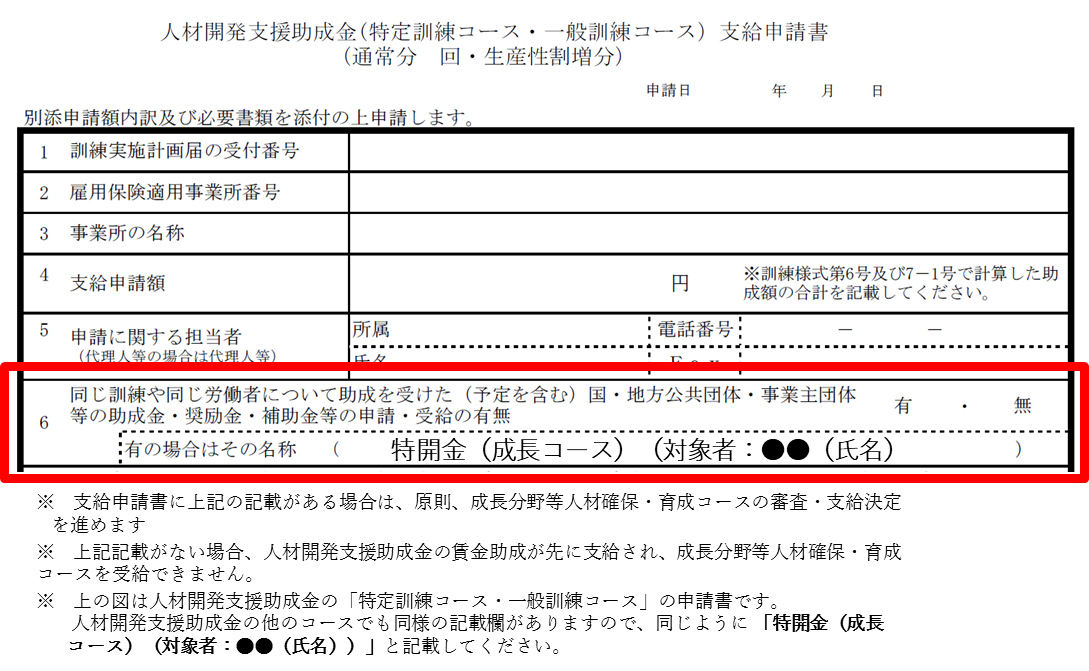 人材開発支援助成金(特定訓練コース・一般訓練コース) 支給申請書
（通常分　回・生産性割増分）
申請日　　年　月　日
別添申請額内訳及び必要書類を添付の上申請します。
1 訓練実施計画届の受付番号
2 雇用保険適用事業所番号
3 事業所の名称
4 支給申請額　円　※訓練様式第6号及び7－1号で計算した助
成額の合計を記載してください。
5 申請に関する担当者　所属　電話番号　－　－
（代理人等の場合は代理人等）　氏名　Ｆａｘ
同じ訓練や同じ労働者について助成を受けた（予定を含む）国・地方公共団体・事業主団体
6 等の助成金・奨励金・補助金等の申請・受給の有無　有　・　無
有の場合はその名称　（　特開金（成長コース）（対象者：●●（氏名）　）
※　支給申請書に上記の記載がある場合は、原則、成長分野等人材確保・育成コースの審査・支給決定
を進めます
※　上記記載がない場合、人材開発支援助成金の賃金助成が先に支給され、成長分野等人材確保・育成
コースを受給できません。
※　上の図は人材開発支援助成金の「特定訓練コース・一般訓練コース」の申請書です。
人材開発支援助成金の他のコースでも同様の記載欄がありますので、同じように「特開金（成長
コース）（対象者：●●（氏名））」と記載してください。